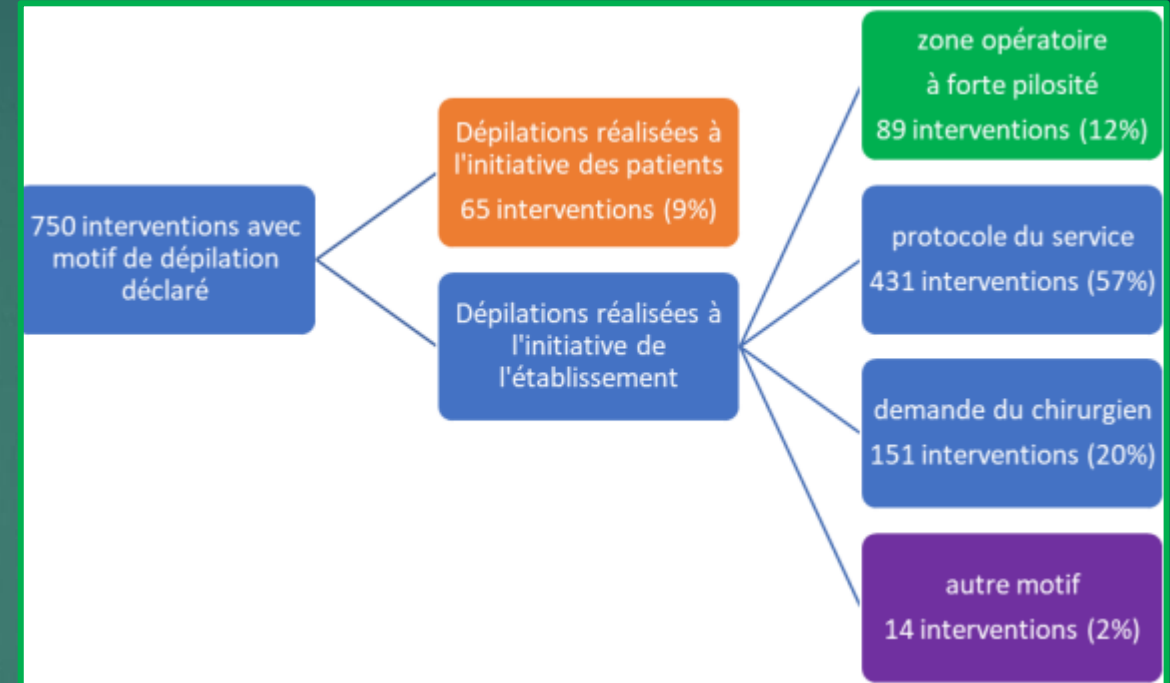 750 interventions avec
motif de dépilation
déclaré
Dépilations réalisées à
l'initiative des patients
65 interventions (9%)
Dépilations réalisées à
l'initiative de
l'établissement
zone opératoire
à forte pilosité
89 interventions (12%)
protocole du service
431 interventions (57%)
demande du chirurgien
151 interventions (20%)
autre motif
14 interventions (2%)